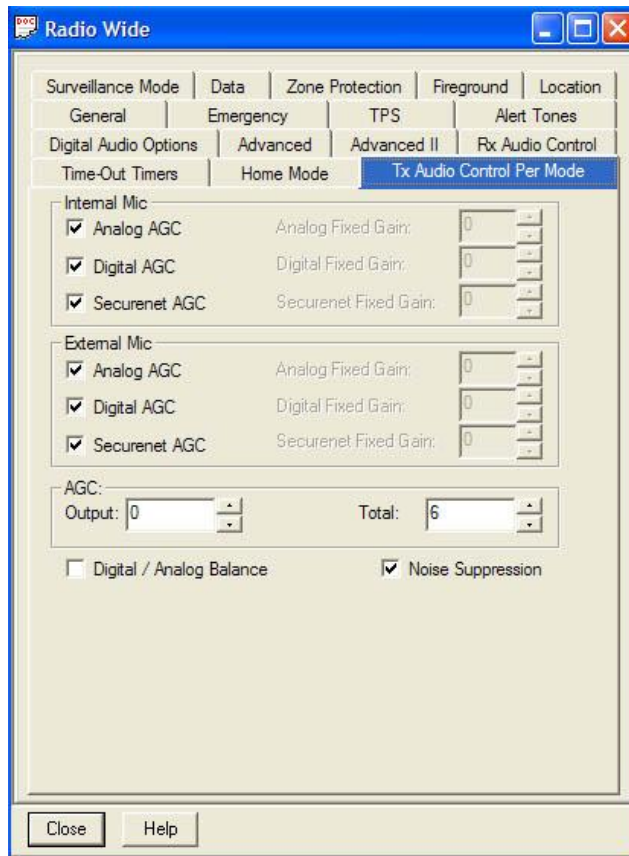 DOC
Radio Wide
Surveillance Mode Data Zone Protection Fireground Location
General Emergency TPS Alert Tones
Digital Audio Options Advanced Advanced II Rx Audio Control
Time-Out Timers Home Mode Tx Audio Control Per Mode
Internal Mic
Analog AGC Analog Fixed Gain: 0
Digital AGC Digital Fixed Gain: 0
Securenet AGC Securenet Fixed Gain: 0
External Mic
Analog AGC Analog Fixed Gain: 0
Digital AGC Digital Fixed Gain: 0
Securenet AGC Securenet Fixed Gain: 0
AGC:
Output: 0 Total: 6
Digital / Analog Balance Noise Suppression
Close Help